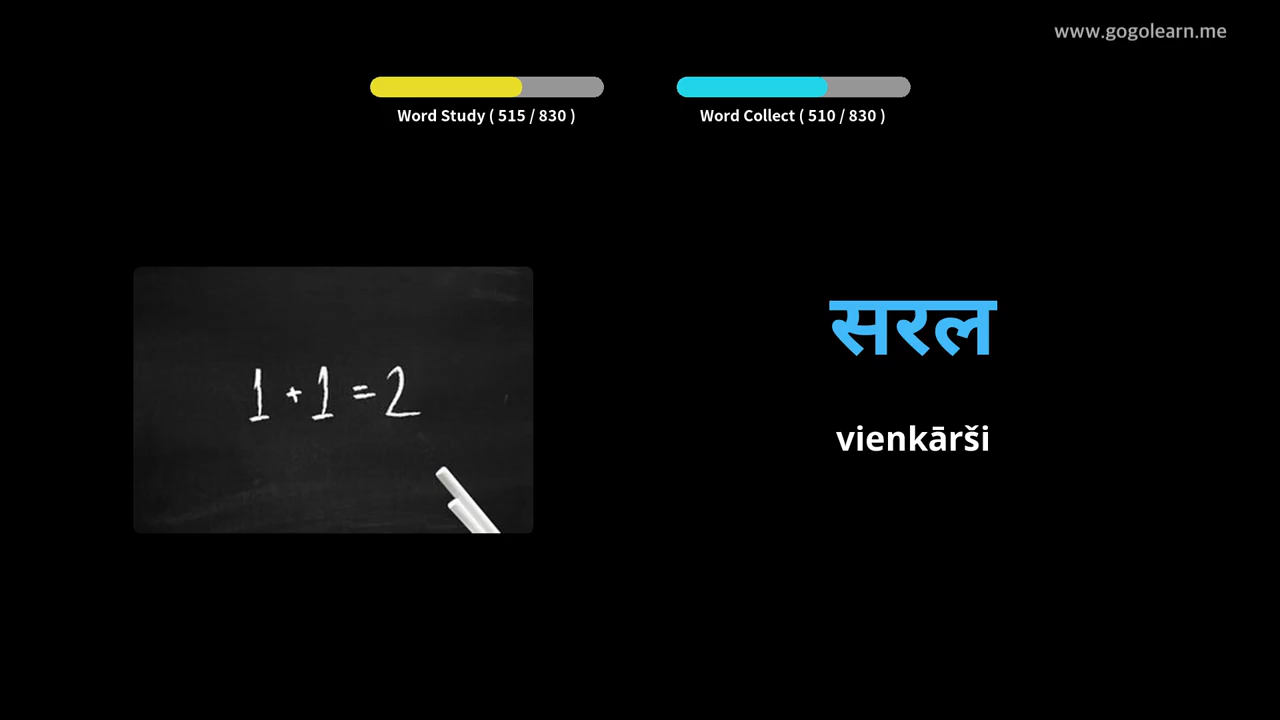 www.gogolearn.me
Word Study ( 515 / 830 )
Word Collect ( 510 / 830 )
1 + 1 = 2
सरल
vienkārši